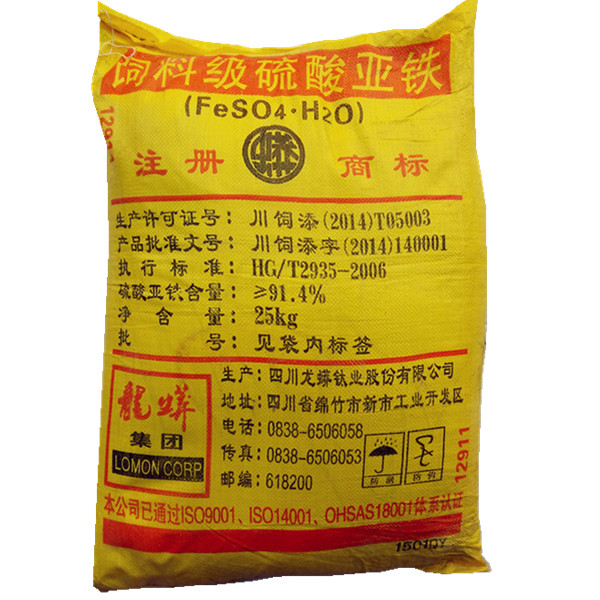 饲料级硫酸亚铁
(FeSO4·H2O)
注册 商标
生产许可证号：川饲添(2014)T05003
产品批准文号：川饲添字(2014)140001
执行标准：HG/T2935-2006
硫酸亚铁含量：≥91.4%
净含量：25kg
批号：见袋内标签
龍蟒
集团
LOMON CORP
生产：四川龙蟒钛业股份有限公司
地址：四川省绵竹市新市工业开发区
电话：0838-6506058
传真：0838-6506053
邮编：618200
12911
本公司已通过ISO9001、ISO14001、OHSAS18001体系认证